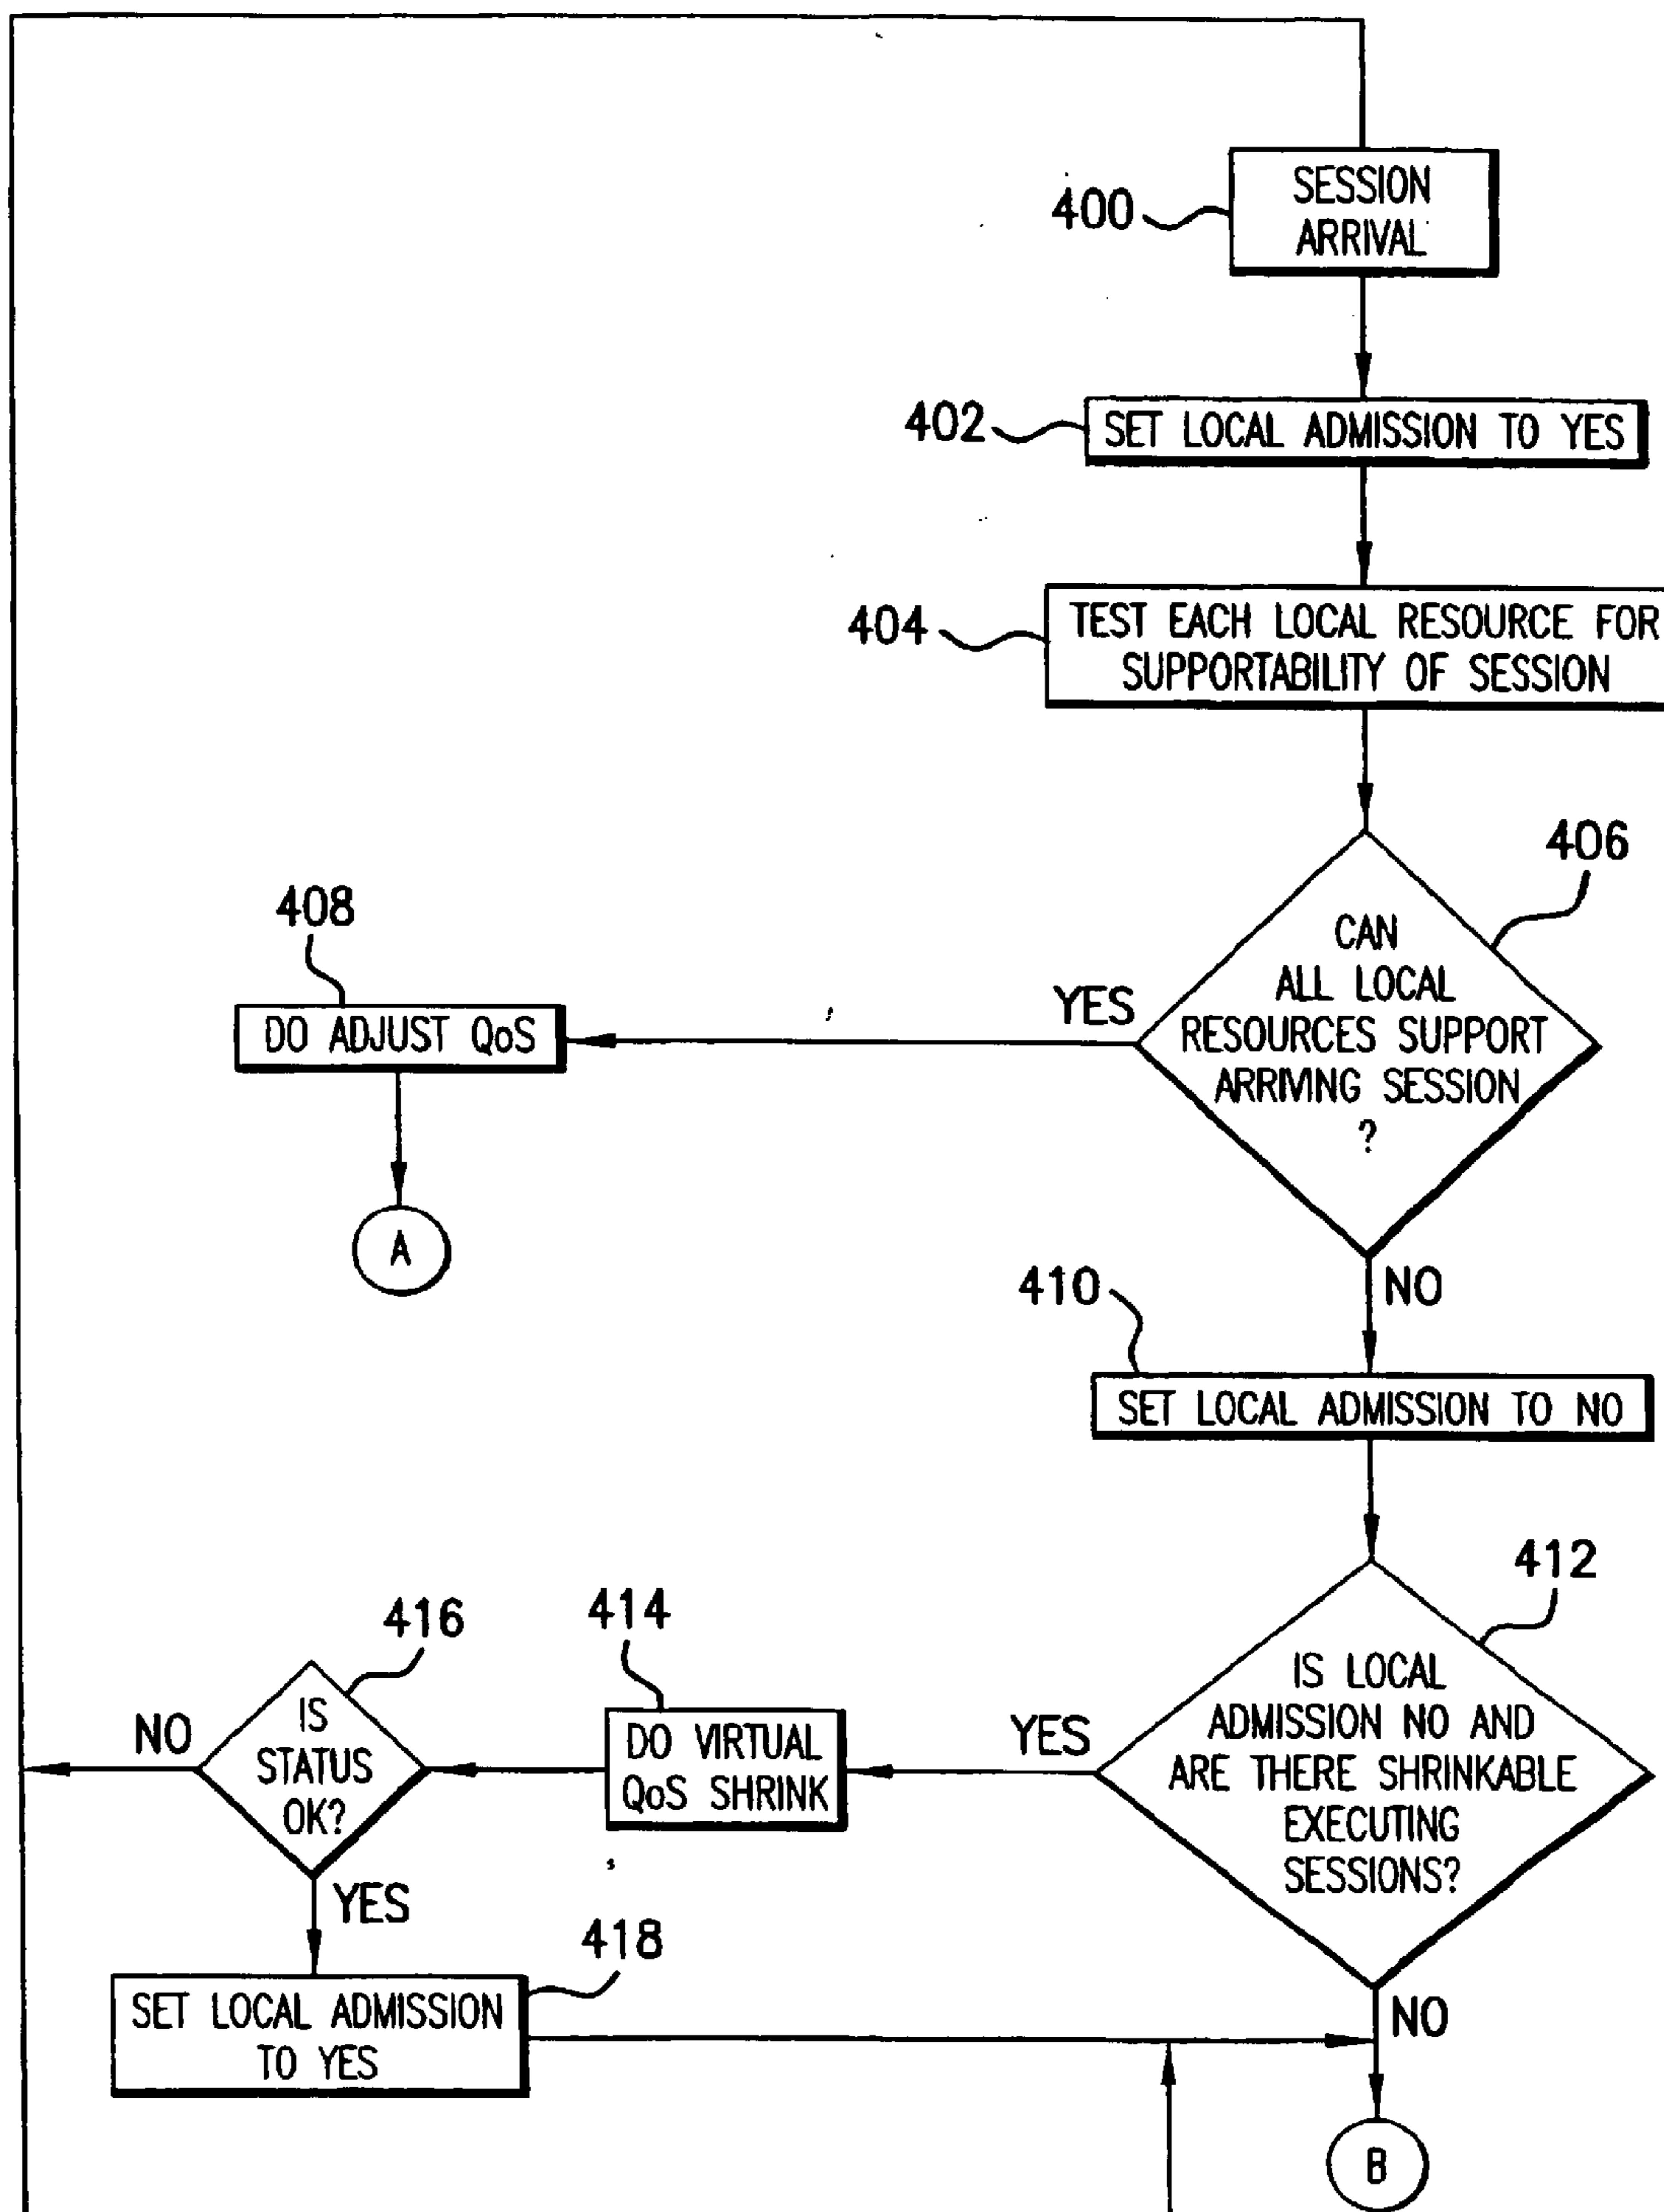 400
SESSION
ARRIVAL
402
SET LOCAL ADMISSION TO YES
404
TEST EACH LOCAL RESOURCE FOR
SUPPORTABILITY OF SESSION
406
CAN
ALL LOCAL
RESOURCES SUPPORT
ARRIVING SESSION
?
YES
408
DO ADJUST QoS
A
NO
410
SET LOCAL ADMISSION TO NO
412
IS LOCAL
ADMISSION NO AND
ARE THERE SHRINKABLE
EXECUTING
SESSIONS?
YES
414
DO VIRTUAL
QoS SHRINK
416
IS
STATUS
OK?
NO
YES
418
SET LOCAL ADMISSION
TO YES
NO
B